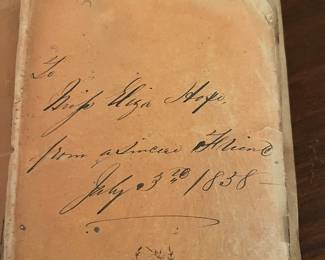 To
Miss Eliza Hope,
from a Sincere Friend
July 3rd 1858